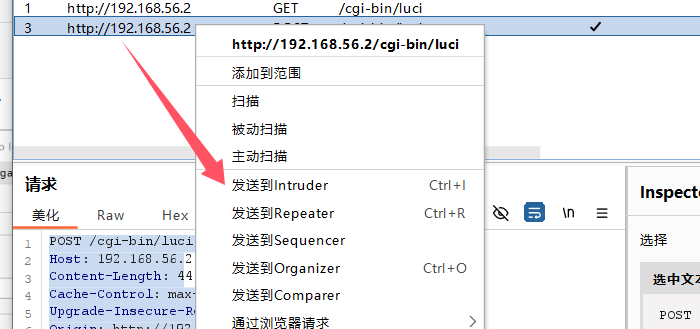 1 http://192.168.56.2 GET /cgi-bin/luci
3 http://192.168.56.2 ✓
http://192.168.56.2/cgi-bin/luci
添加到范围
扫描
被动扫描
主动扫描
发送到Intruder Ctrl+I
发送到Repeater Ctrl+R
发送到Sequencer
发送到Organizer Ctrl+O
发送到Comparer
通过浏览器请求
请求
美化 Raw Hex \n
1 POST /cgi-bin/luci
2 Host: 192.168.56.2
3 Content-Length: 44
4 Cache-Control: max-
5 Upgrade-Insecure-Re
6 Origin: http://192
Inspecto
选择
选中文本
POST